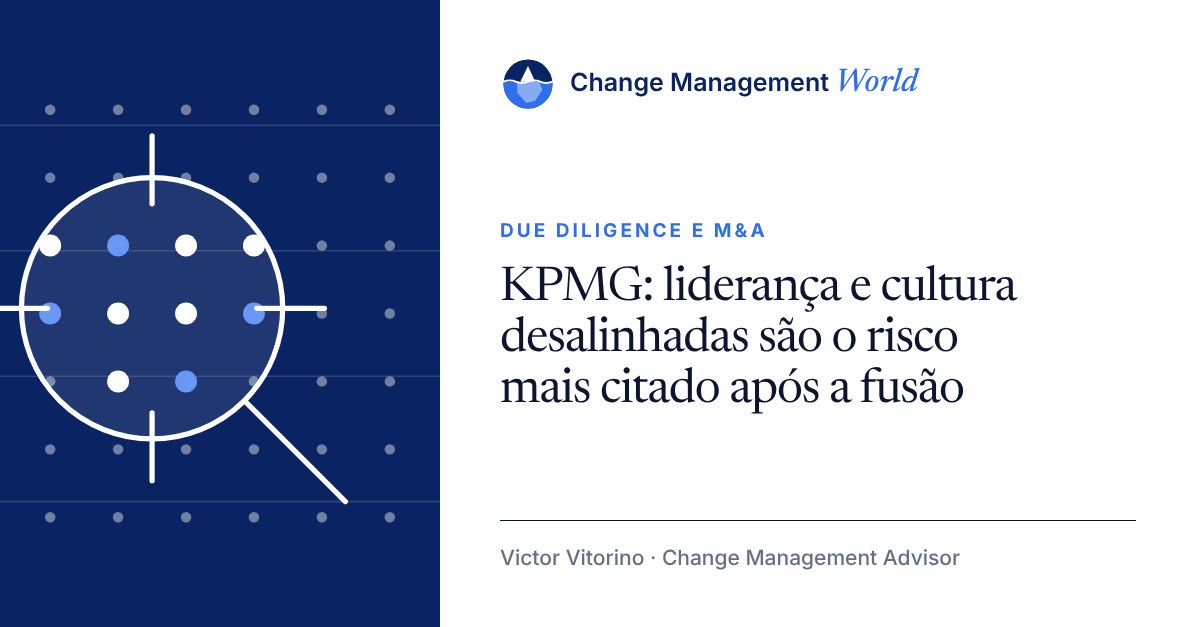 Change Management World
DUE DILIGENCE E M&A
KPMG: liderança e cultura
desalinhadas são o risco
mais citado após a fusão
Victor Vitorino · Change Management Advisor